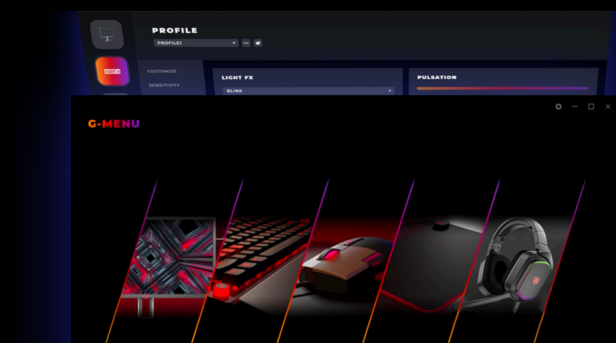 PROFILE
PROFILE1
CUSTOMIZE
SENSITIVITY
LIGHT FX
BLINK
PULSATION
G-MENU